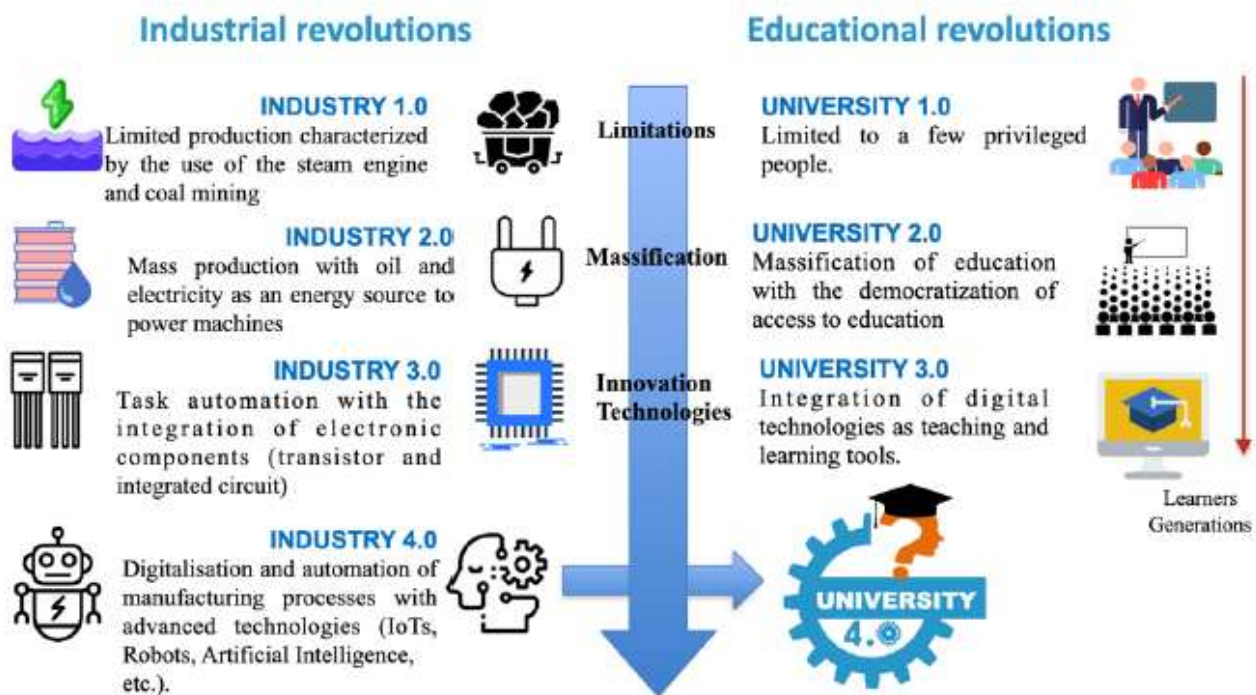 Industrial revolutions
Educational revolutions
INDUSTRY 1.0
Limited production characterized
by the use of the steam engine
and coal mining
Limitations
UNIVERSITY 1.0
Limited to a few privileged
people.
INDUSTRY 2.0
Mass production with oil and
electricity as an energy source to
power machines
Massification
UNIVERSITY 2.0
Massification of education
with the democratization of
access to education
INDUSTRY 3.0
Task automation with the
integration of electronic
components (transistor and
integrated circuit)
Innovation
Technologies
UNIVERSITY 3.0
Integration of digital
technologies as teaching and
learning tools.
Learners
Generations
INDUSTRY 4.0
Digitalisation and automation of
manufacturing processes with
advanced technologies (IoTs,
Robots, Artificial Intelligence,
etc.).
UNIVERSITY
4.0